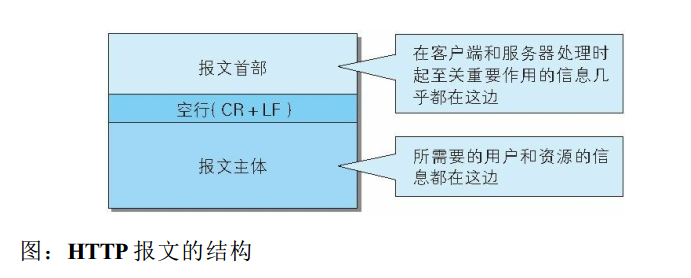 报文首部
在客户端和服务器处理时
起至关重要作用的信息几
乎都在这边
空行( CR + LF )
报文主体
所需要的用户和资源的信
息都在这边
图：HTTP 报文的结构